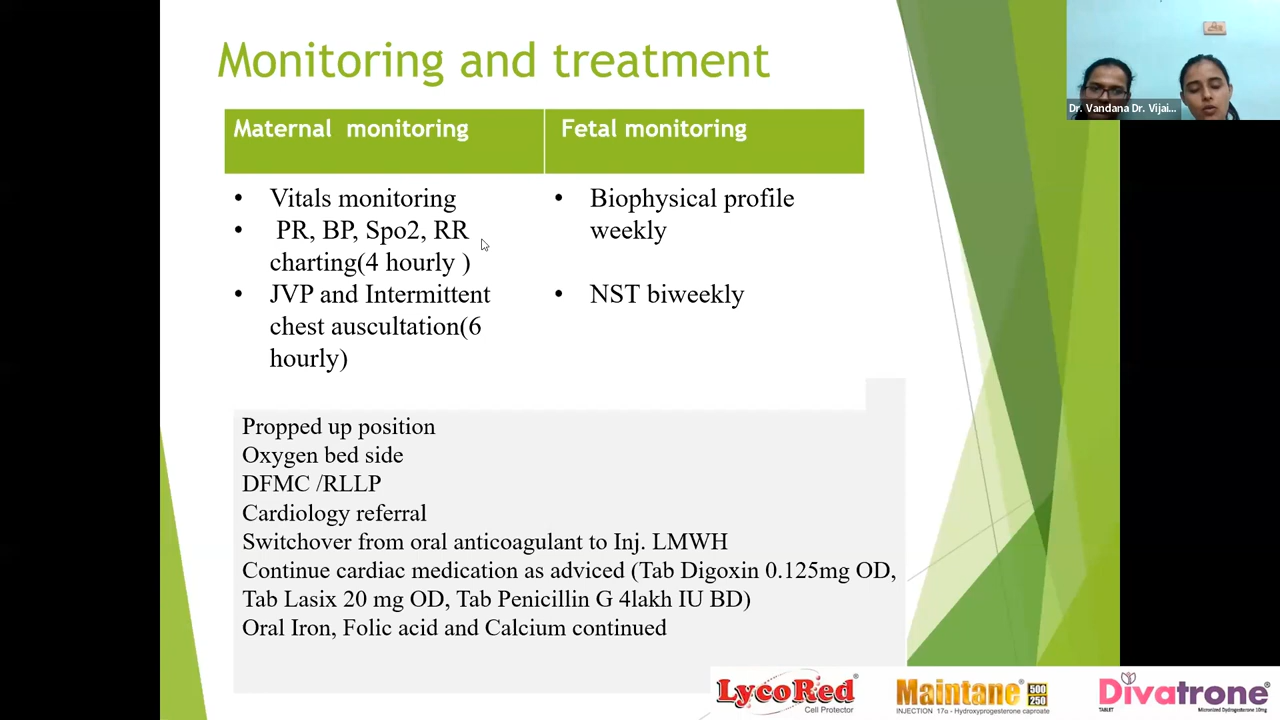 Monitoring and treatment
Maternal monitoring
Fetal monitoring
• Vitals monitoring
• PR, BP, Spo2, RR
charting(4 hourly )
• JVP and Intermittent
chest auscultation(6
hourly)
• Biophysical profile
weekly
• NST biweekly
Propped up position
Oxygen bed side
DFMC /RLLP
Cardiology referral
Switchover from oral anticoagulant to Inj. LMWH
Continue cardiac medication as adviced (Tab Digoxin 0.125mg OD,
Tab Lasix 20 mg OD, Tab Penicillin G 4lakh IU BD)
Oral Iron, Folic acid and Calcium continued
Dr. Vandana Dr. Vijai...
LycoRed®
Cell Protector
Maintane® 500 250
INJECTION 17α - Hydroxyprogesterone caproate
Divatrone®
TABLET Micronized Dydrogesterone 10mg